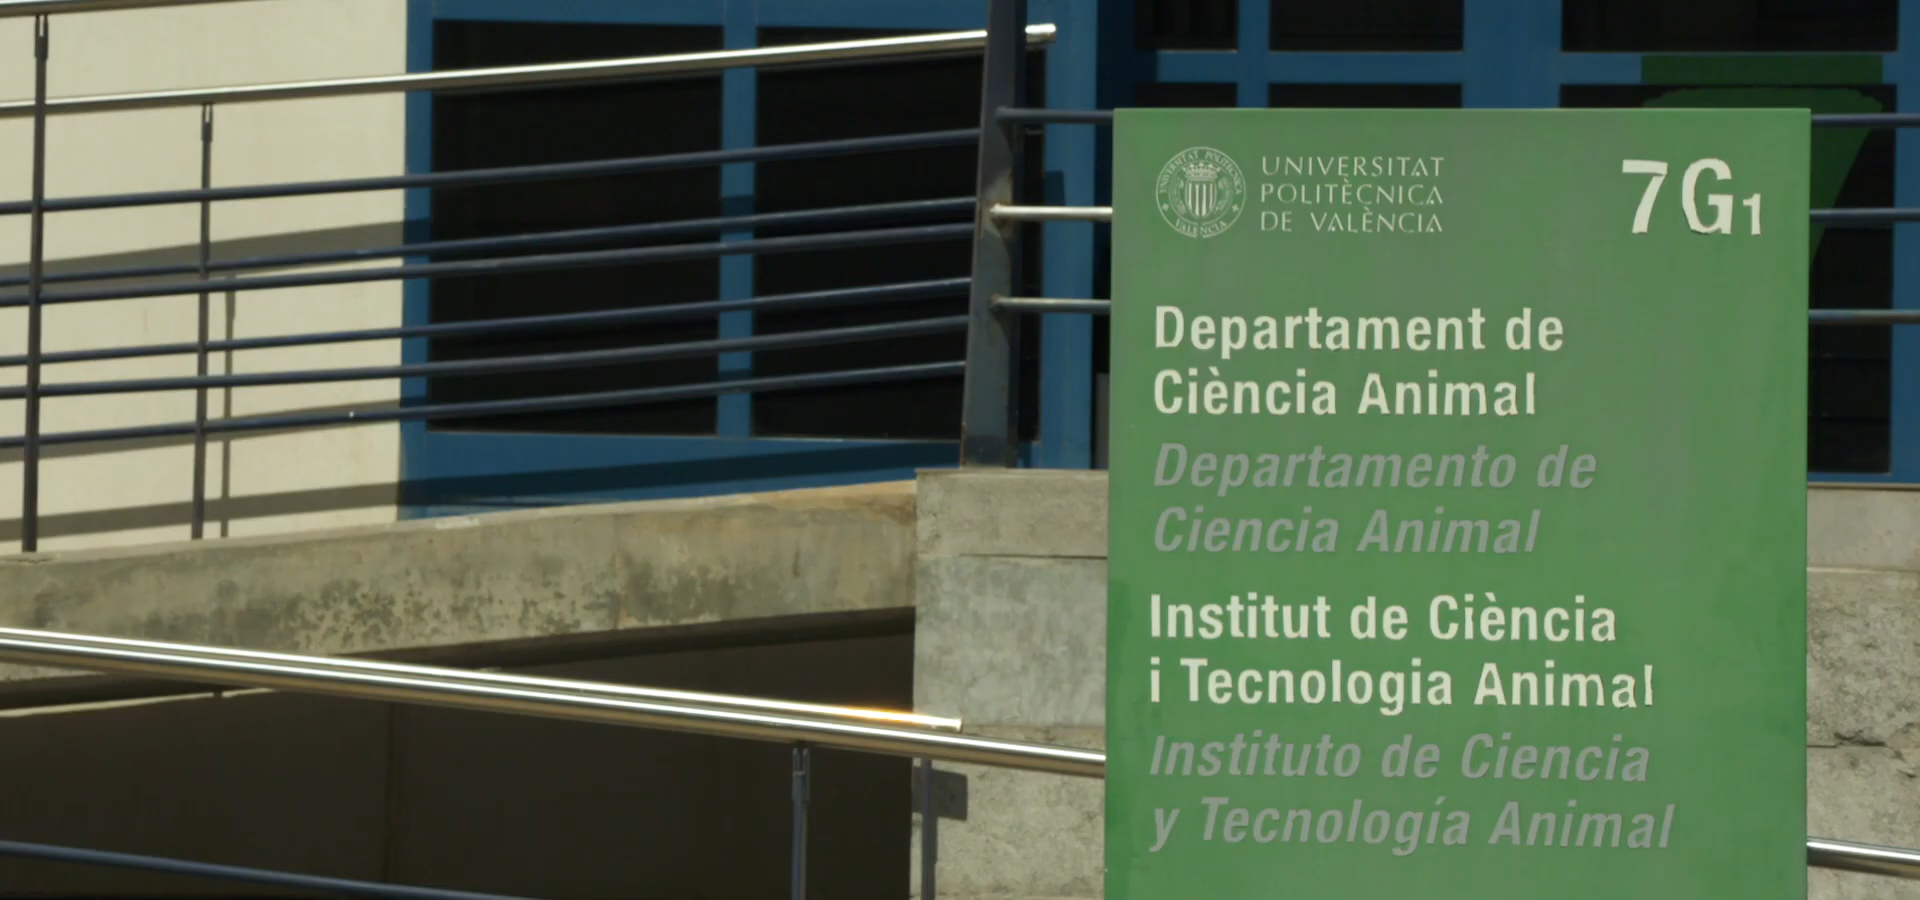 UNIVERSITAT
POLITÈCNICA
DE VALÈNCIA
7G1
Departament de
Ciència Animal
Departamento de
Ciencia Animal
Institut de Ciència
i Tecnologia Animal
Instituto de Ciencia
y Tecnología Animal